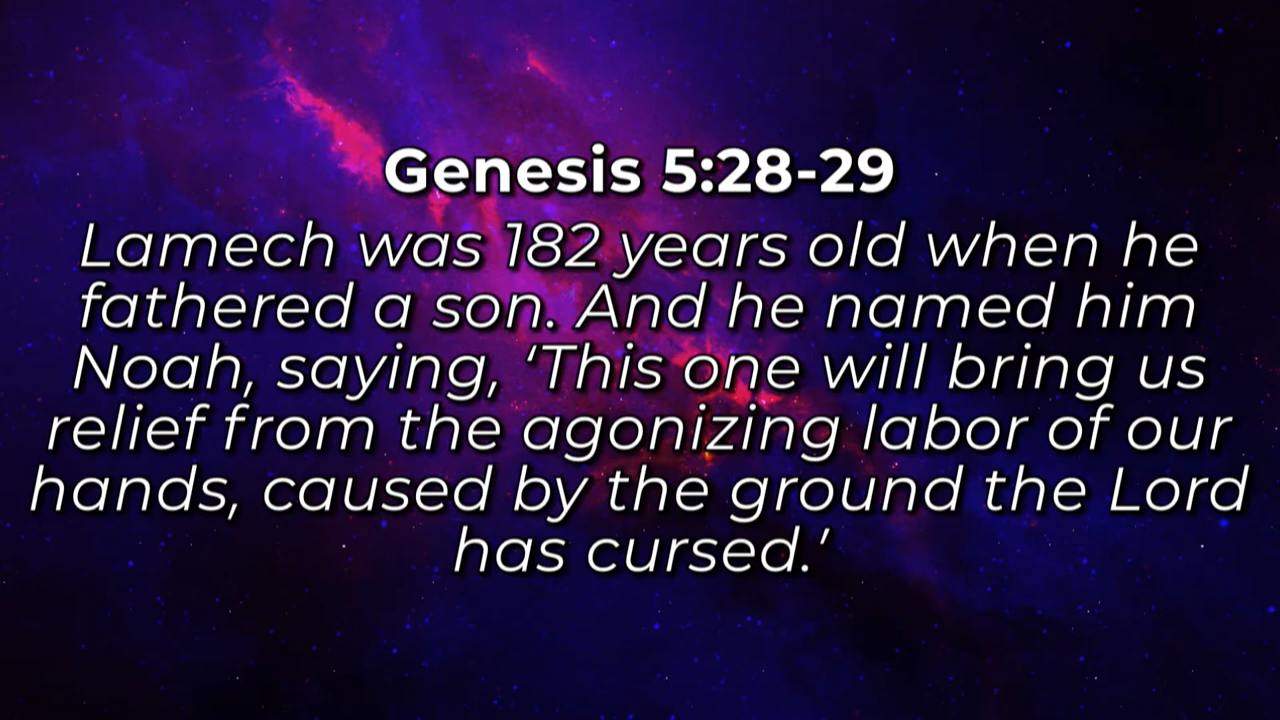 Genesis 5:28-29
Lamech was 182 years old when he
fathered a son. And he named him
Noah, saying, ‘This one will bring us
relief from the agonizing labor of our
hands, caused by the ground the Lord
has cursed.’